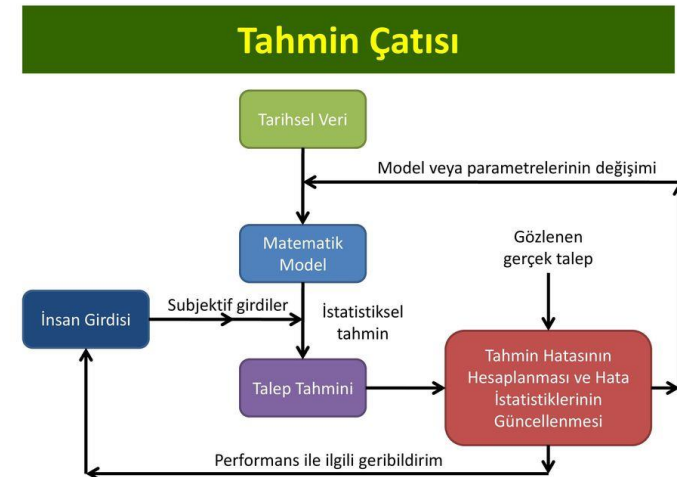 Tahmin Çatısı
Tarihsel Veri
Model veya parametrelerinin değişimi
Matematik
Model
Gözlenen
gerçek talep
İnsan Girdisi
Subjektif girdiler
İstatistiksel
tahmin
Talep Tahmini
Tahmin Hatasının
Hesaplanması ve Hata
İstatistiklerinin
Güncellenmesi
Performans ile ilgili geribildirim